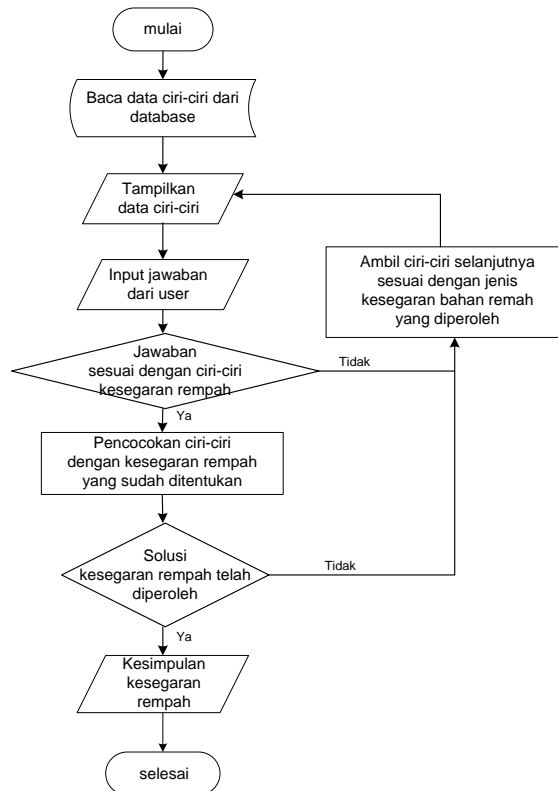 mulai
Baca data ciri-ciri dari
database
Tampilkan
data ciri-ciri
Input jawaban
dari user
Ambil ciri-ciri selanjutnya
sesuai dengan jenis
kesegaran bahan remah
yang diperoleh
Jawaban
sesuai dengan ciri-ciri
kesegaran rempah
Tidak
Ya
Pencocokan ciri-ciri
dengan kesegaran rempah
yang sudah ditentukan
Solusi
kesegaran rempah telah
diperoleh
Tidak
Ya
Kesimpulan
kesegaran
rempah
selesai